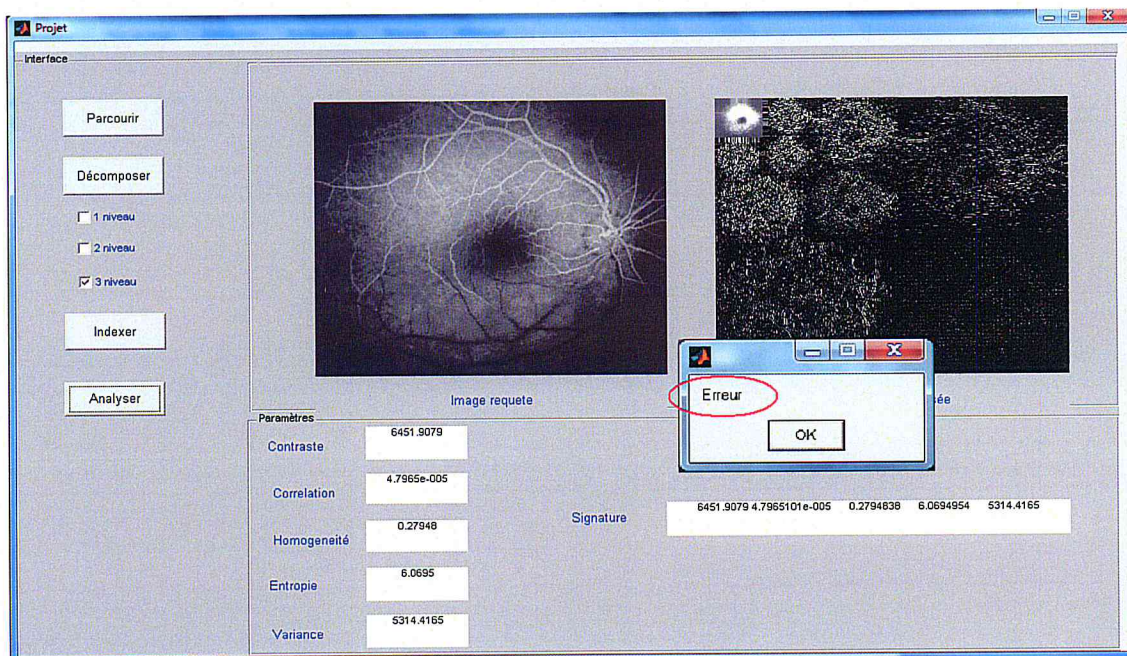 Projet
Interface
Parcourir
Décomposer
1 niveau
2 niveau
3 niveau
Indexer
Analyser
Image requete
sée
Erreur
OK
Paramètres
Contraste
6451.9079
Correlation
4.7965e-005
Homogeneité
0.27948
Entropie
6.0695
Variance
5314.4165
Signature
6451.9079 4.7965101e-005 0.2794838 6.0694954 5314.4165